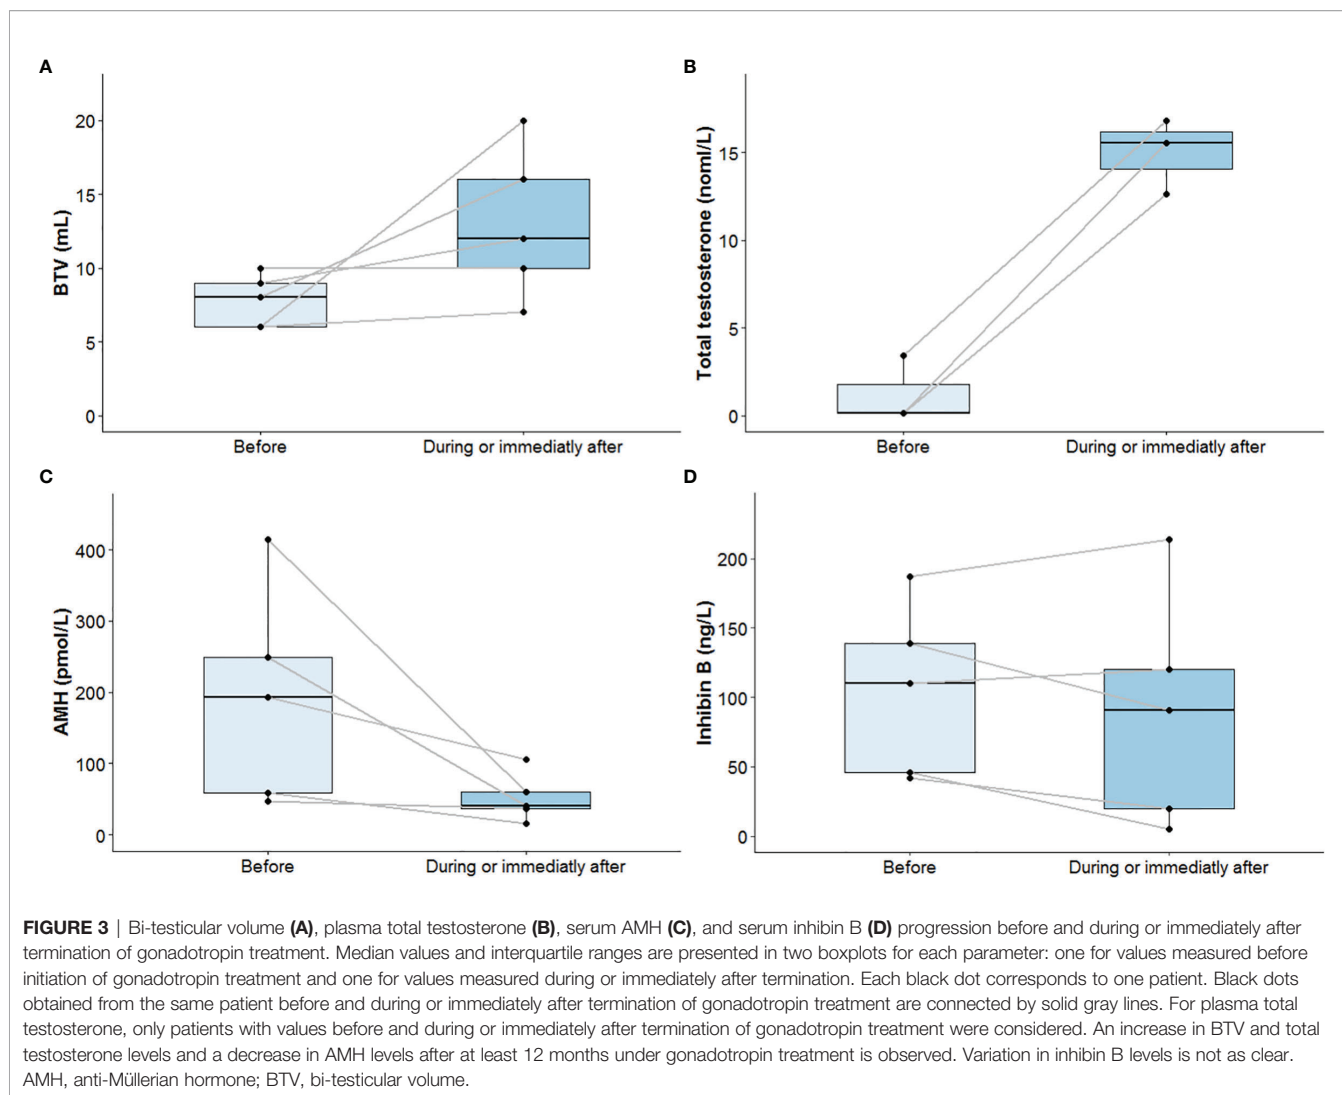 A
B
20
15
10
5
0
BTV (mL)
Before
During or immediatly after
15
10
5
0
Total testosterone (noml/L)
Before
During or immediatly after
C
D
400
300
200
100
0
AMH (pmol/L)
Before
During or immediatly after
200
150
100
50
0
Inhibin B (ng/L)
Before
During or immediatly after
FIGURE 3 | Bi-testicular volume (A), plasma total testosterone (B), serum AMH (C), and serum inhibin B (D) progression before and during or immediately after
termination of gonadotropin treatment. Median values and interquartile ranges are presented in two boxplots for each parameter: one for values measured before
initiation of gonadotropin treatment and one for values measured during or immediately after termination. Each black dot corresponds to one patient. Black dots
obtained from the same patient before and during or immediately after termination of gonadotropin treatment are connected by solid gray lines. For plasma total
testosterone, only patients with values before and during or immediately after termination of gonadotropin treatment were considered. An increase in BTV and total
testosterone levels and a decrease in AMH levels after at least 12 months under gonadotropin treatment is observed. Variation in inhibin B levels is not as clear.
AMH, anti-Müllerian hormone; BTV, bi-testicular volume.